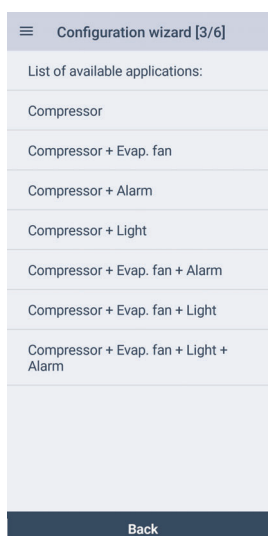 Configuration wizard [3/6]
List of available applications:
Compressor
Compressor + Evap. fan
Compressor + Alarm
Compressor + Light
Compressor + Evap. fan + Alarm
Compressor + Evap. fan + Light
Compressor + Evap. fan + Light +
Alarm
Back